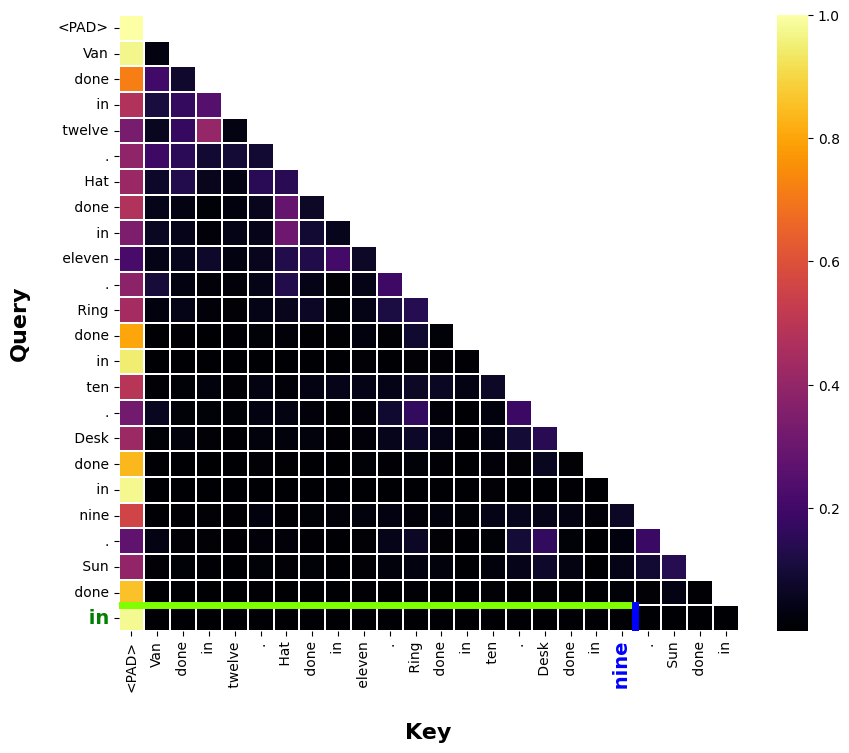 <PAD>
Van
done
in
twelve
.
Hat
done
in
eleven
.
Ring
done
in
ten
.
Desk
done
in
nine
.
Sun
done
in
Query
<PAD>
Van
done
in
twelve
.
Hat
done
in
eleven
.
Ring
done
in
ten
.
Desk
done
in
nine
.
Sun
done
in
Key
1.0
0.8
0.6
0.4
0.2